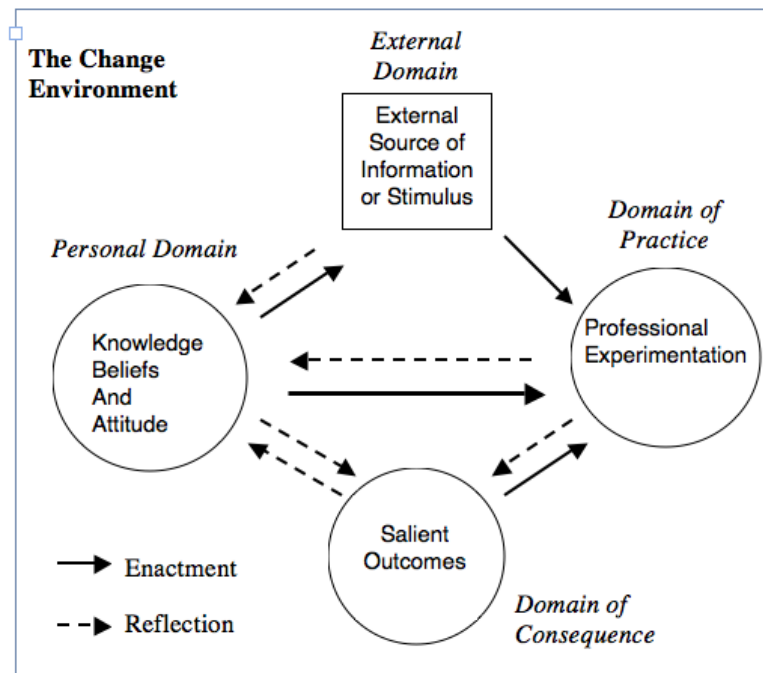 The Change
Environment
External
Domain
External
Source of
Information
or Stimulus
Domain of
Practice
Personal Domain
Knowledge
Beliefs
And
Attitude
Professional
Experimentation
Salient
Outcomes
Enactment
Reflection
Domain of
Consequence